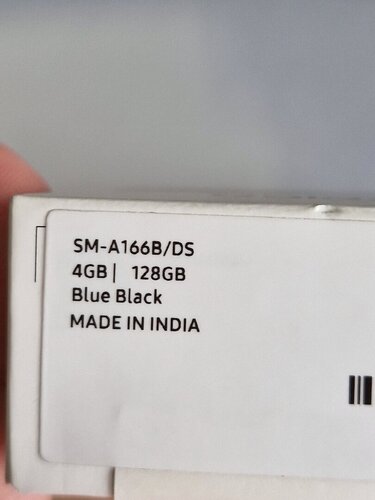 SM-A166B/DS
4GB | 128GB
Blue Black
MADE IN INDIA